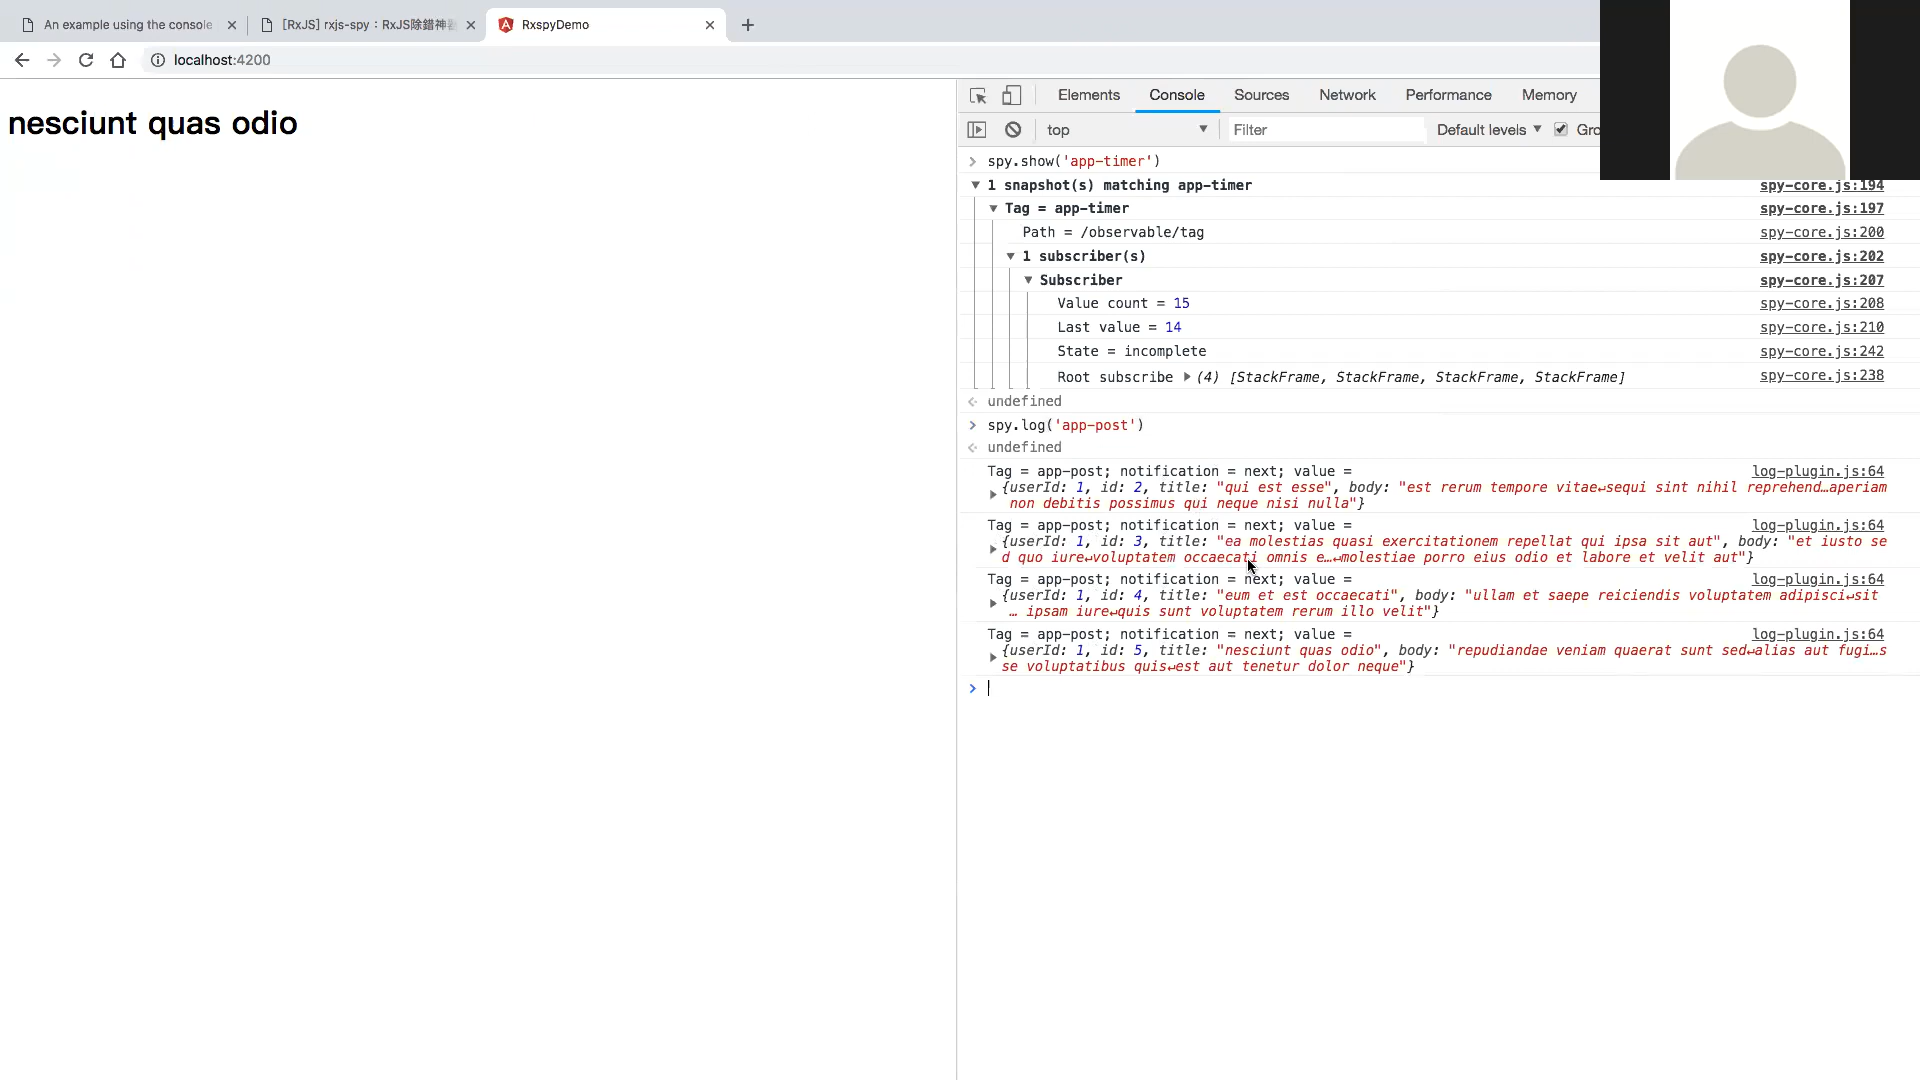 An example using the console
[RxJS] rxjs-spy：RxJS除錯神
RxspyDemo
localhost:4200
nesciunt quas odio
Elements
Console
Sources
Network
Performance
Memory
top
Filter
Default levels
Gro
spy.show('app-timer')
1 snapshot(s) matching app-timer
spy-core.js:194
Tag = app-timer
spy-core.js:197
Path = /observable/tag
spy-core.js:200
1 subscriber(s)
spy-core.js:202
Subscriber
spy-core.js:207
Value count = 15
spy-core.js:208
Last value = 14
spy-core.js:210
State = incomplete
spy-core.js:242
Root subscribe (4) [StackFrame, StackFrame, StackFrame, StackFrame]
spy-core.js:238
undefined
spy.log('app-post')
undefined
Tag = app-post; notification = next; value =
log-plugin.js:64
{userId: 1, id: 2, title: "qui est esse", body: "est rerum tempore vitae↵sequi sint nihil reprehend…aperiam
non debitis possimus qui neque nisi nulla"}
Tag = app-post; notification = next; value =
log-plugin.js:64
{userId: 1, id: 3, title: "ea molestias quasi exercitationem repellat qui ipsa sit aut", body: "et iusto se
d quo iure↵voluptatem occaecati omnis e…↵molestiae porro eius odio et labore et velit aut"}
Tag = app-post; notification = next; value =
log-plugin.js:64
{userId: 1, id: 4, title: "eum et est occaecati", body: "ullam et saepe reiciendis voluptatem adipisci↵sit
… ipsam iure↵quis sunt voluptatem rerum illo velit"}
Tag = app-post; notification = next; value =
log-plugin.js:64
{userId: 1, id: 5, title: "nesciunt quas odio", body: "repudiandae veniam quaerat sunt sed↵alias aut fugi…s
se voluptatibus quis↵est aut tenetur dolor neque"}